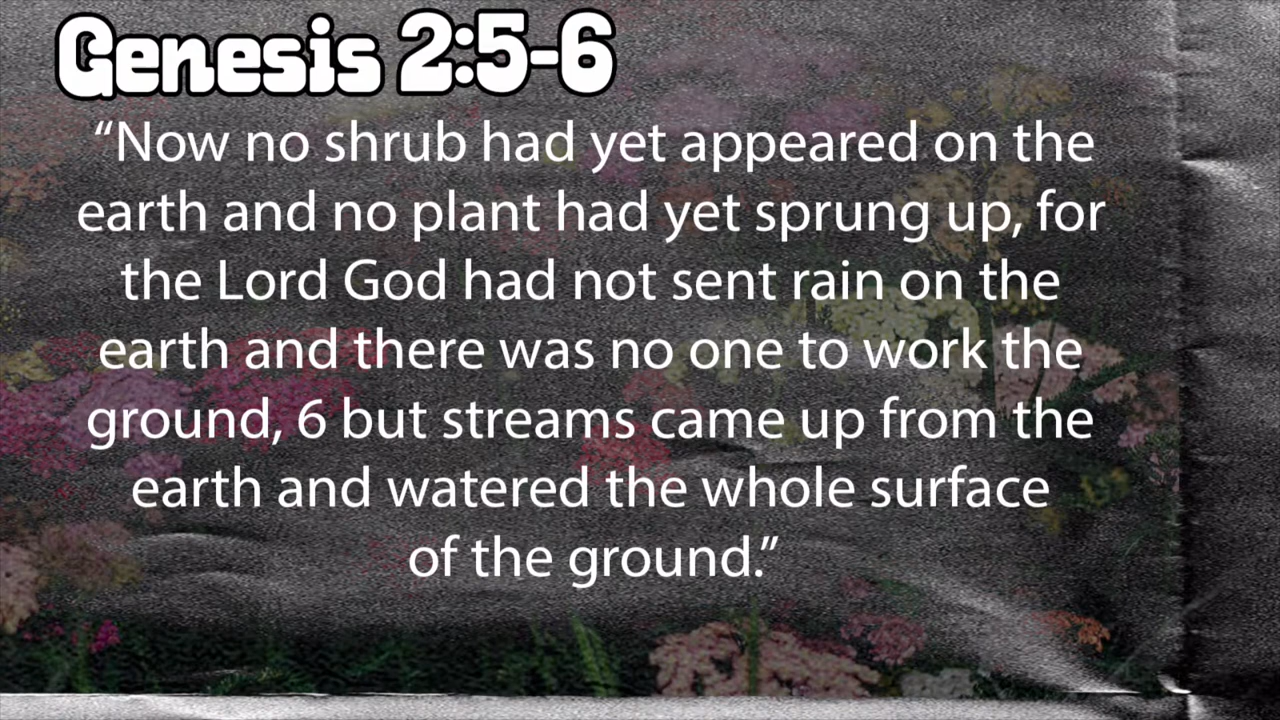 Genesis 2:5-6
“Now no shrub had yet appeared on the
earth and no plant had yet sprung up, for
the Lord God had not sent rain on the
earth and there was no one to work the
ground, 6 but streams came up from the
earth and watered the whole surface
of the ground.”